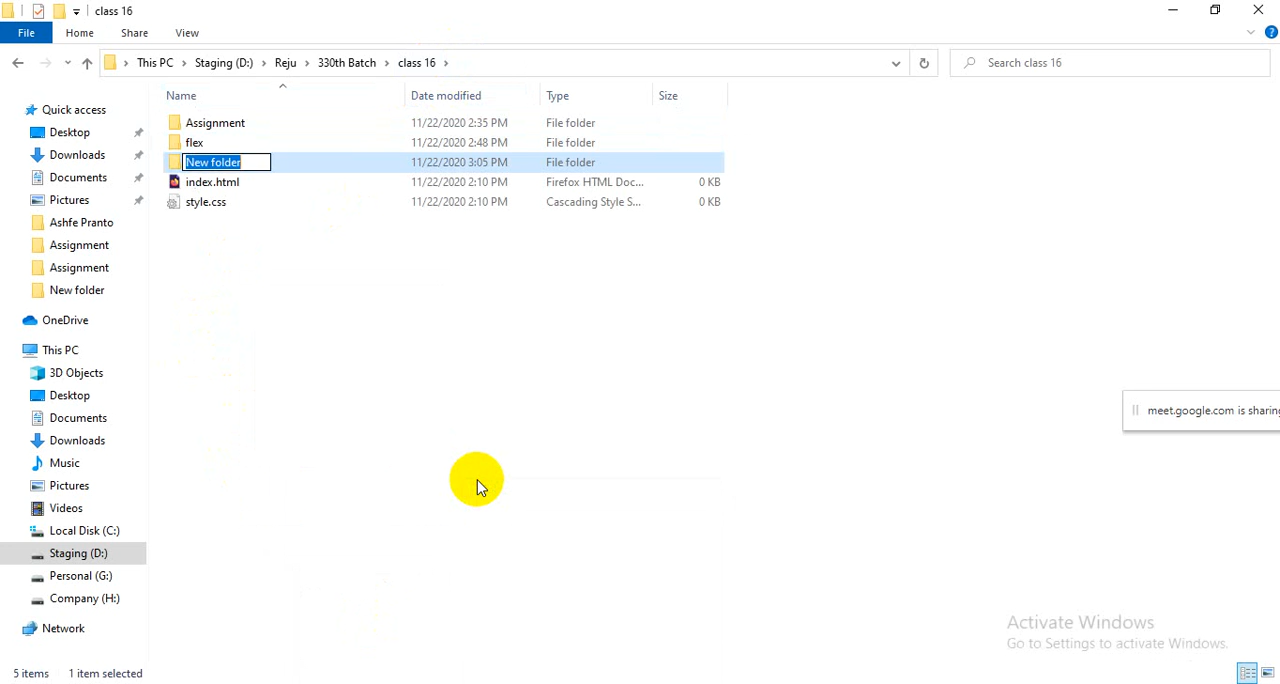 class 16
File Home Share View
This PC Staging (D:) Reju 330th Batch class 16
Search class 16
Name Date modified Type Size
Assignment 11/22/2020 2:35 PM File folder
flex 11/22/2020 2:48 PM File folder
New folder 11/22/2020 3:05 PM File folder
index.html 11/22/2020 2:10 PM Firefox HTML Doc... 0 KB
style.css 11/22/2020 2:10 PM Cascading Style S... 0 KB
Quick access
Desktop
Downloads
Documents
Pictures
Ashfe Pranto
Assignment
Assignment
New folder
OneDrive
This PC
3D Objects
Desktop
Documents
Downloads
Music
Pictures
Videos
Local Disk (C:)
Staging (D:)
Personal (G:)
Company (H:)
Network
meet.google.com is sharing
Activate Windows
Go to Settings to activate Windows.
5 items 1 item selected